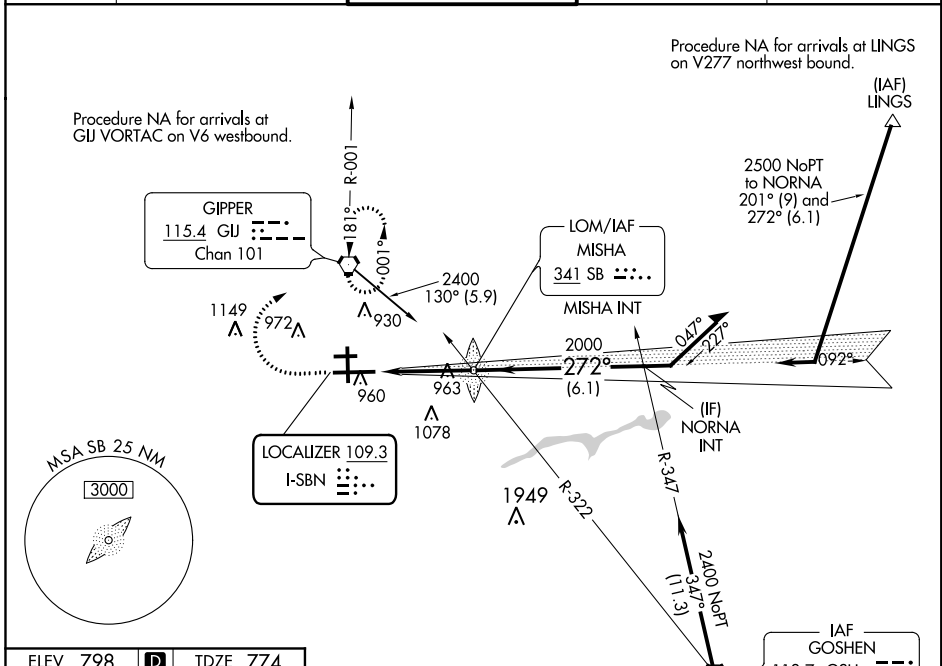 Procedure NA for arrivals at LINGS
on V277 northwest bound.
(IAF)
LINGS
Procedure NA for arrivals at
GIJ VORTAC on V6 westbound.
R-001
181°
001°
2500 NoPT
to NORNA
201° (9) and
272° (6.1)
GIPPER
115.4 GIJ
Chan 101
LOM/IAF
MISHA
341 SB
MISHA INT
2400
130° (5.9)
1149
972
930
047°
227°
2000
272°
(6.1)
092°
963
960
1078
(IF)
NORNA
INT
LOCALIZER 109.3
I-SBN
MSA SB 25 NM
3000
R-347
R-322
1949
2400 NoPT
347°
(11.3)
IAF
GOSHEN
ELEV 798 D TDZE 774